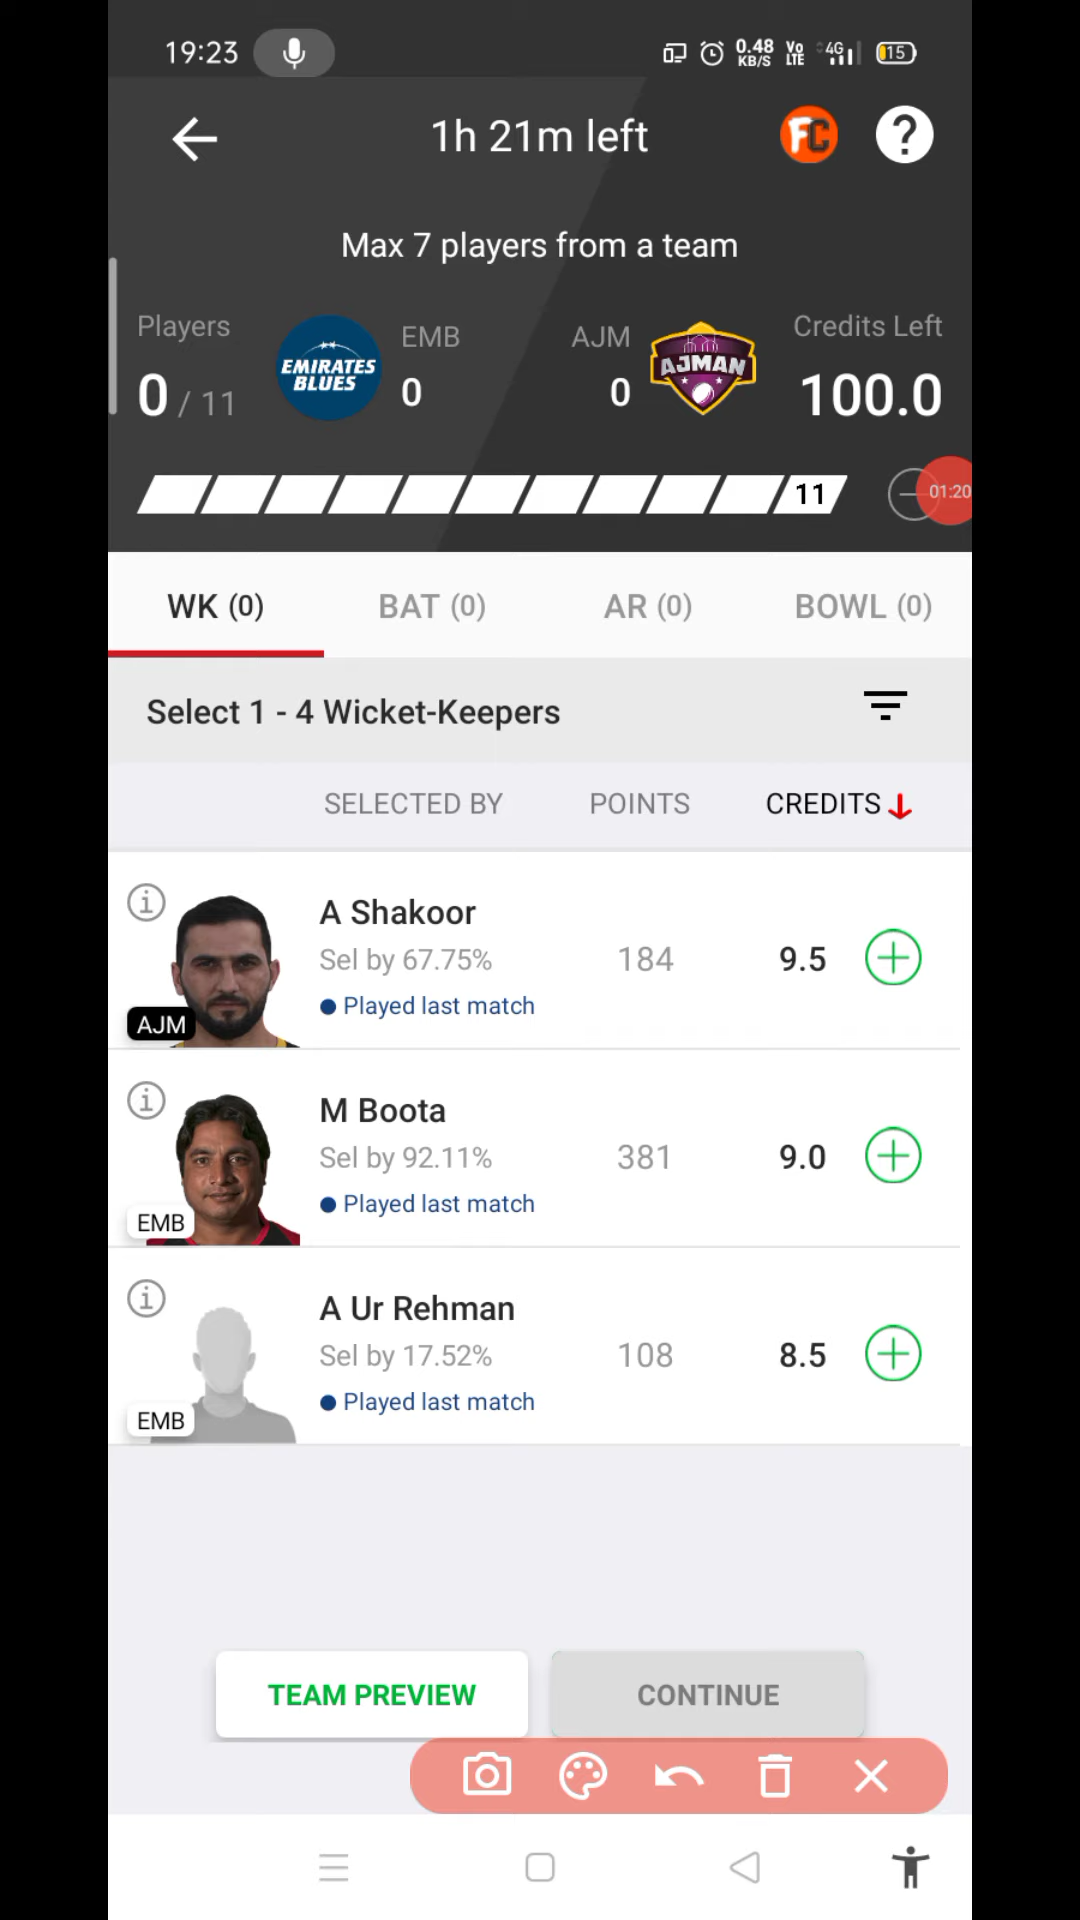 19:23
0.48
KB/S
Vo
LTE
4G
15
1h 21m left
FC
?
Max 7 players from a team
Players
EMB
AJM
Credits Left
EMIRATES
BLUES
AJMAN
0 / 11
0
0
100.0
11
01:20
WK (0)
BAT (0)
AR (0)
BOWL (0)
Select 1 - 4 Wicket-Keepers
SELECTED BY
POINTS
CREDITS
A Shakoor
Sel by 67.75%
184
9.5
Played last match
AJM
M Boota
Sel by 92.11%
381
9.0
Played last match
EMB
A Ur Rehman
Sel by 17.52%
108
8.5
Played last match
EMB
TEAM PREVIEW
CONTINUE